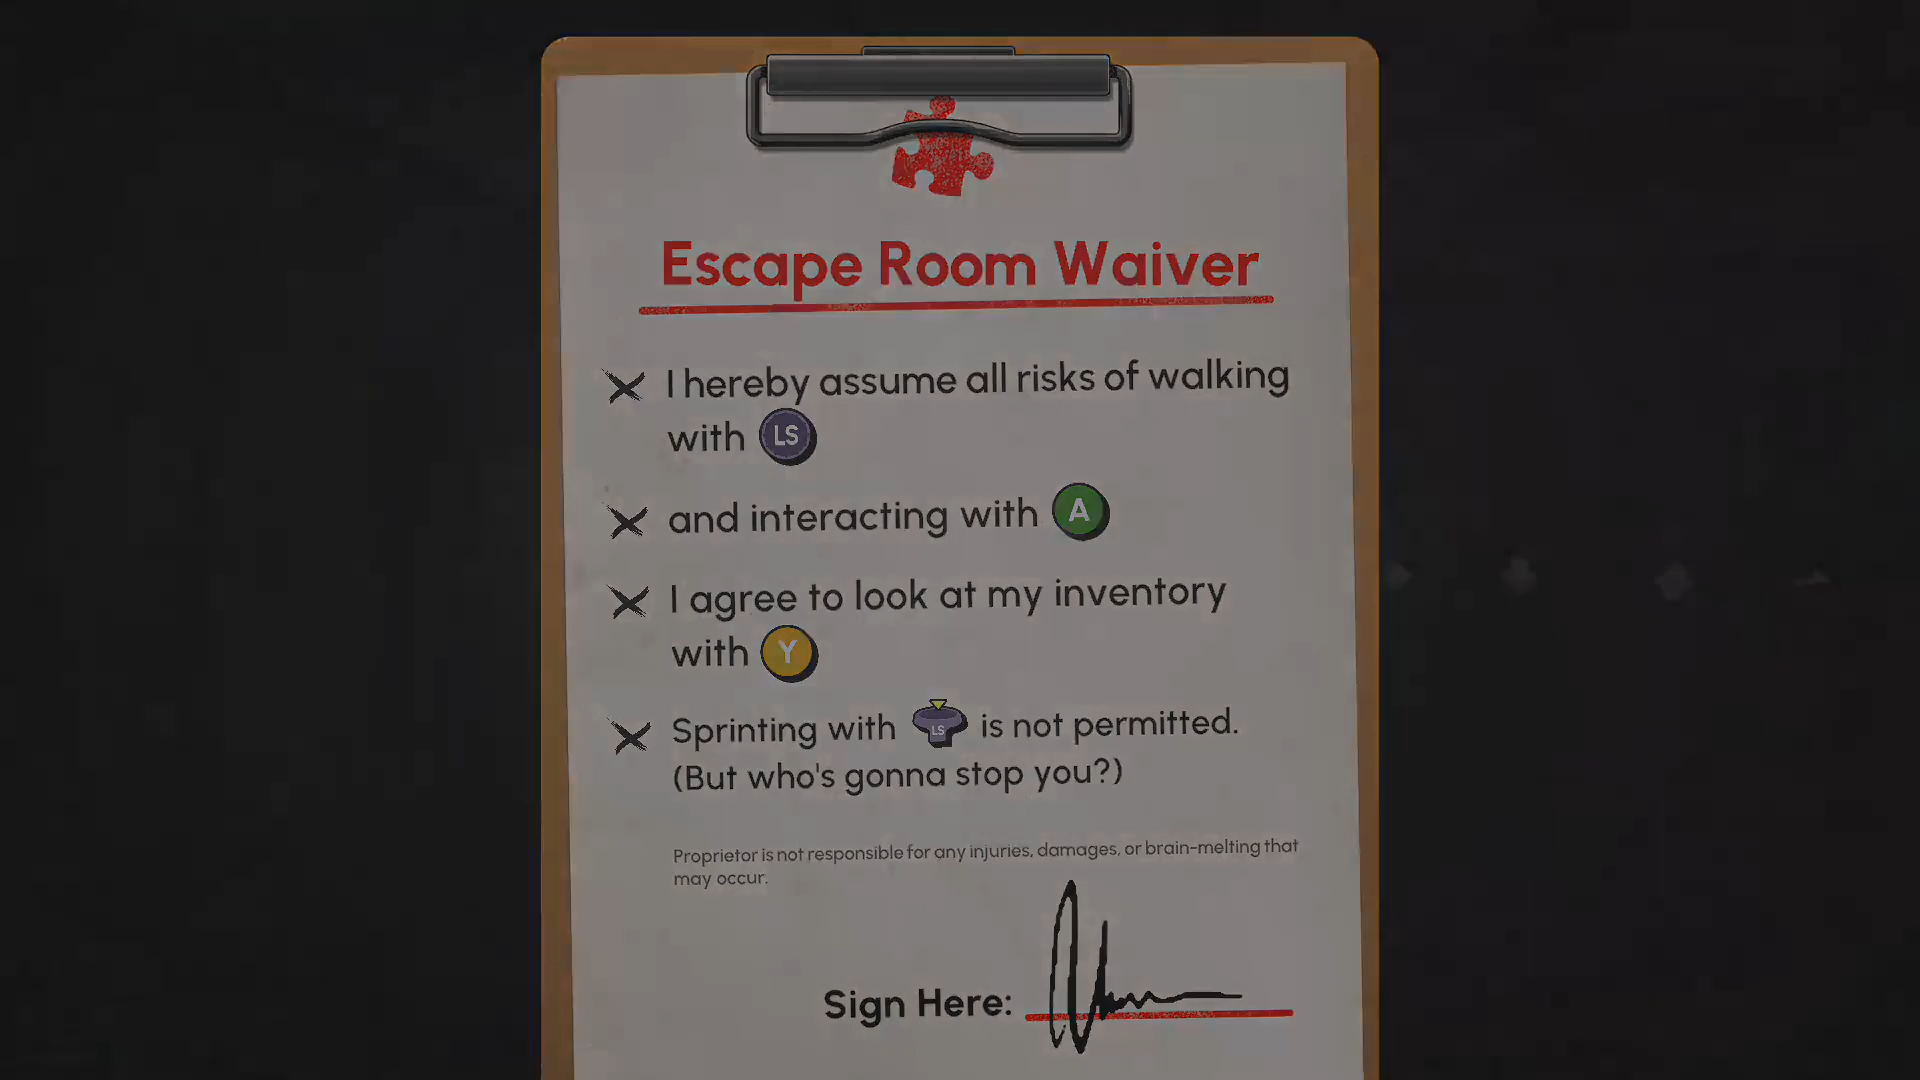 Escape Room Waiver
I hereby assume all risks of walking
with LS
and interacting with A
I agree to look at my inventory
with Y
Sprinting with LS is not permitted.
(But who's gonna stop you?)
Proprietor is not responsible for any injuries, damages, or brain-melting that
may occur.
Sign Here: